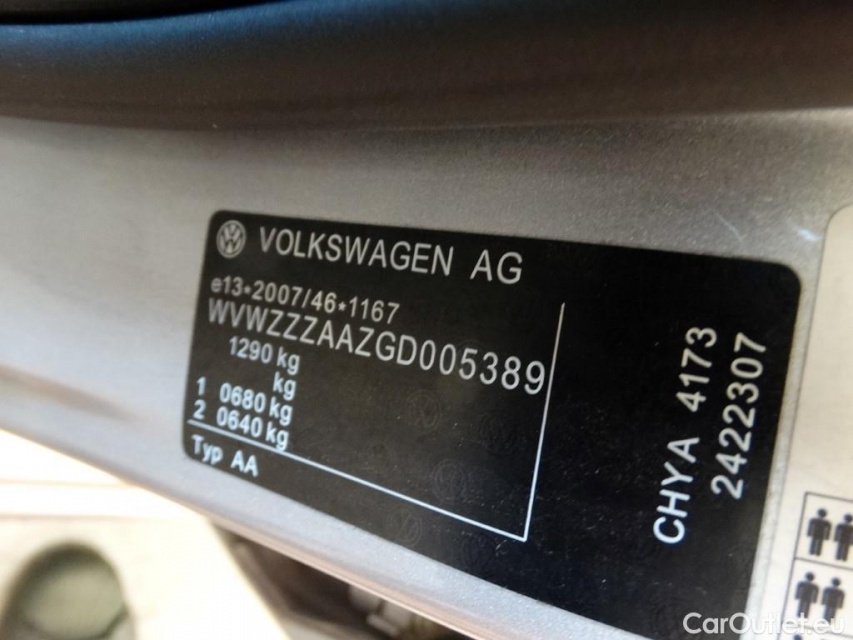 VOLKSWAGEN AG
e13*2007/46*1167
WVWZZZAAZGD005389
1290 kg
kg
1 0680 kg
2 0640 kg
Typ AA
CHYA 4173
2422307
CarOutlet.eu